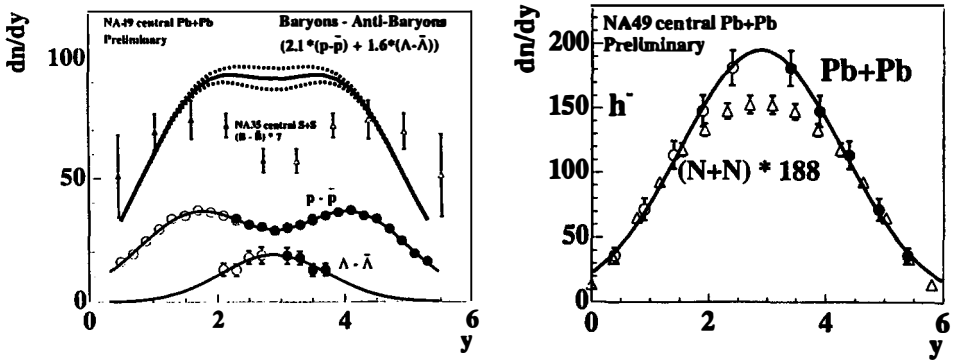 dn/dy
NA49 central Pb+Pb
Preliminary
Baryons - Anti-Baryons
(2.1*(p-p̄) + 1.6*(Λ-Λ̄))
100
50
0
NA35 central S+S
(B - B̄) * 7
p - p̄
Λ - Λ̄
0
2
4
6
y
dn/dy
NA49 central Pb+Pb
Preliminary
200
150
100
50
0
h⁻
Pb+Pb
(N+N) * 188
0
2
4
6
y